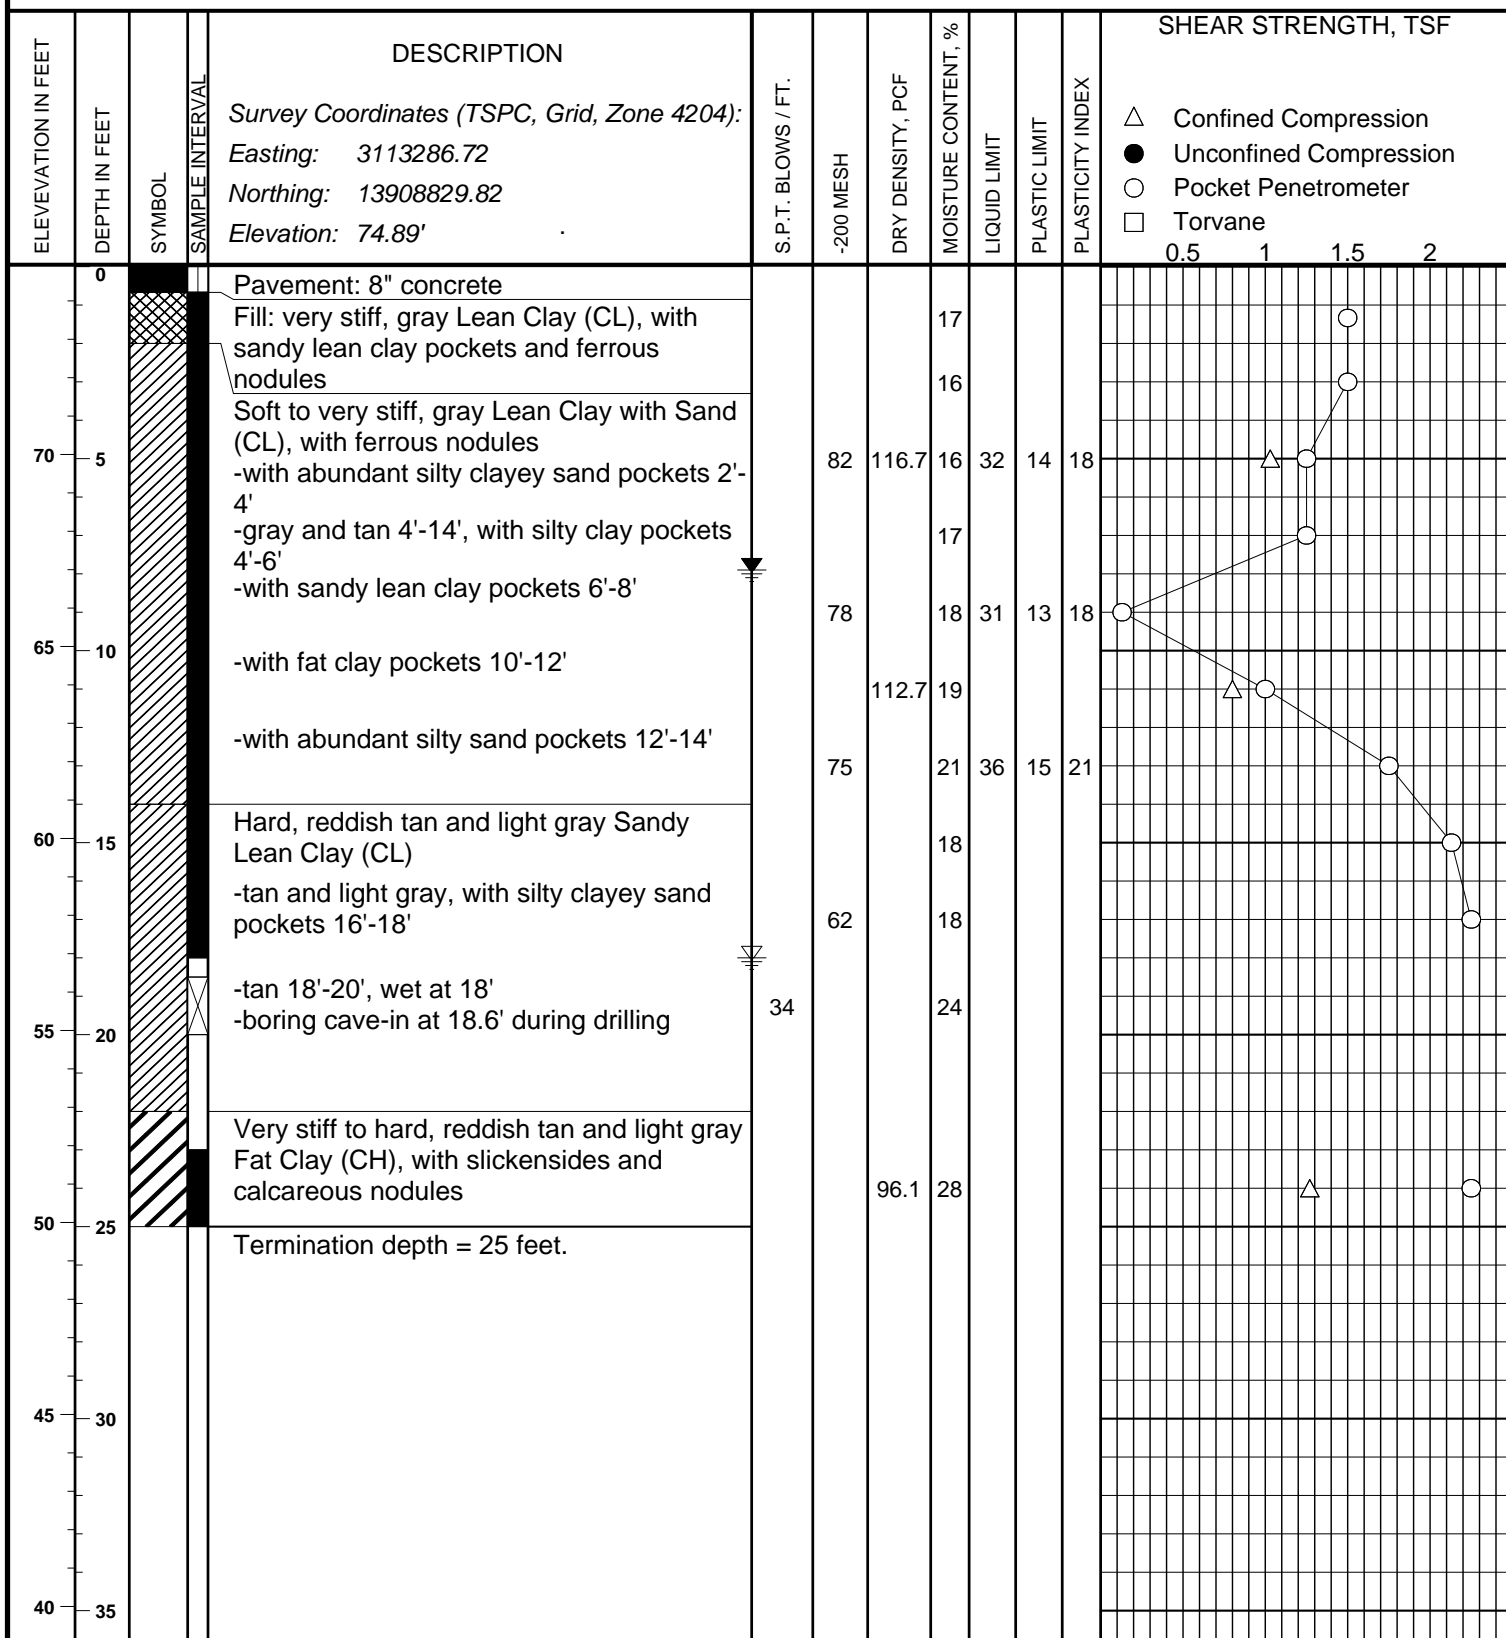 ELEVEVATION IN FEET
DEPTH IN FEET
SYMBOL
SAMPLE INTERVAL
DESCRIPTION
Survey Coordinates (TSPC, Grid, Zone 4204):
Easting: 3113286.72
Northing: 13908829.82
Elevation: 74.89' .
S.P.T. BLOWS / FT.
-200 MESH
DRY DENSITY, PCF
MOISTURE CONTENT, %
LIQUID LIMIT
PLASTIC LIMIT
PLASTICITY INDEX
SHEAR STRENGTH, TSF
Confined Compression
Unconfined Compression
Pocket Penetrometer
Torvane
0.5 1 1.5 2
0
Pavement: 8" concrete
Fill: very stiff, gray Lean Clay (CL), with
17
sandy lean clay pockets and ferrous
nodules
16
Soft to very stiff, gray Lean Clay with Sand
(CL), with ferrous nodules
70 5 82 116.7 16 32 14 18
-with abundant silty clayey sand pockets 2'-
4'
-gray and tan 4'-14', with silty clay pockets
17
4'-6'
-with sandy lean clay pockets 6'-8'
78 18 31 13 18
65 10
-with fat clay pockets 10'-12'
112.7 19
-with abundant silty sand pockets 12'-14'
75 21 36 15 21
Hard, reddish tan and light gray Sandy
60 15 18
Lean Clay (CL)
-tan and light gray, with silty clayey sand
pockets 16'-18'
62 18
-tan 18'-20', wet at 18'
34 24
-boring cave-in at 18.6' during drilling
55 20
Very stiff to hard, reddish tan and light gray
Fat Clay (CH), with slickensides and
calcareous nodules
96.1 28
50 25
Termination depth = 25 feet.
45 30
40 35